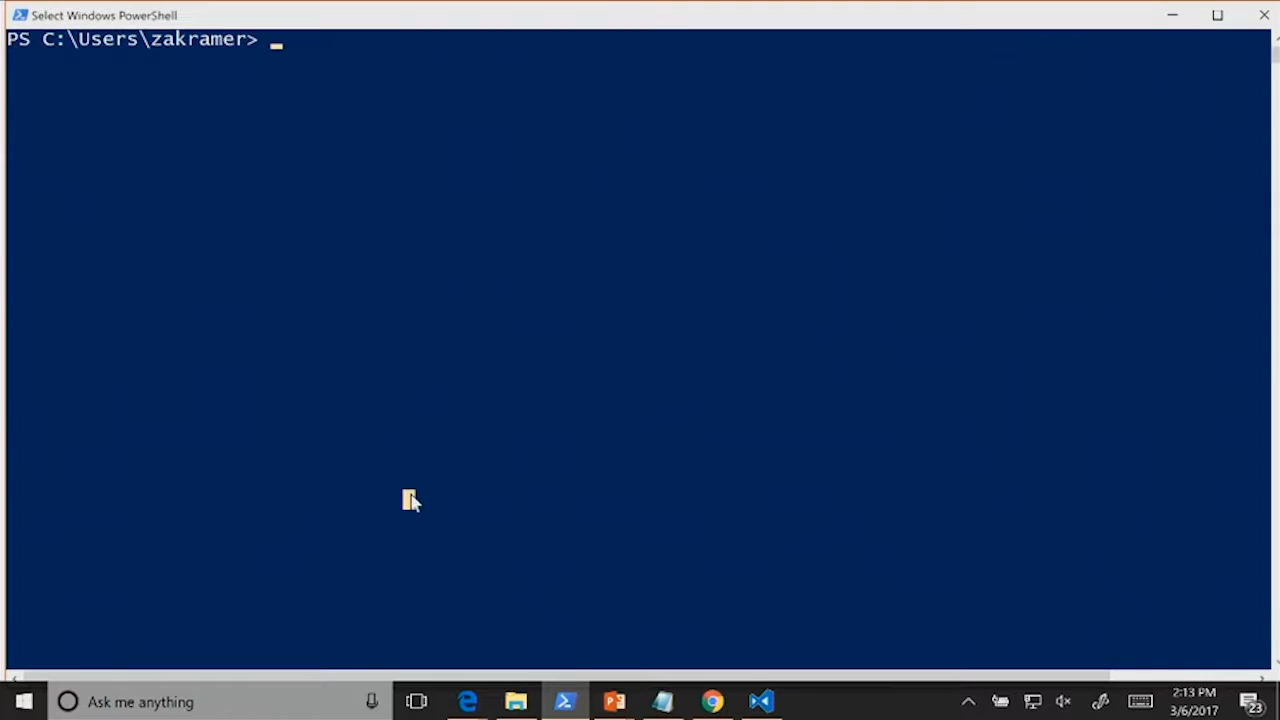 Select Windows PowerShell
PS C:\Users\zakramer>
Ask me anything
2:13 PM
3/6/2017
23